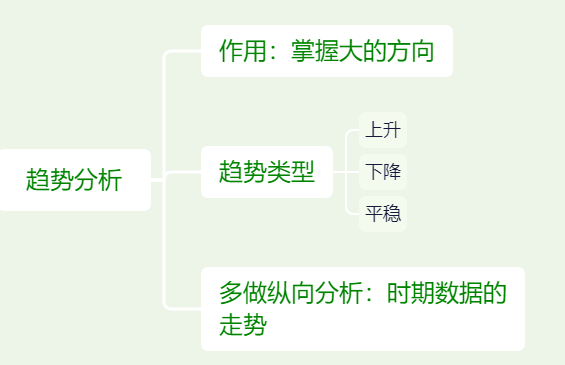 作用：掌握大的方向
趋势分析
趋势类型
上升
下降
平稳
多做纵向分析：时期数据的
走势